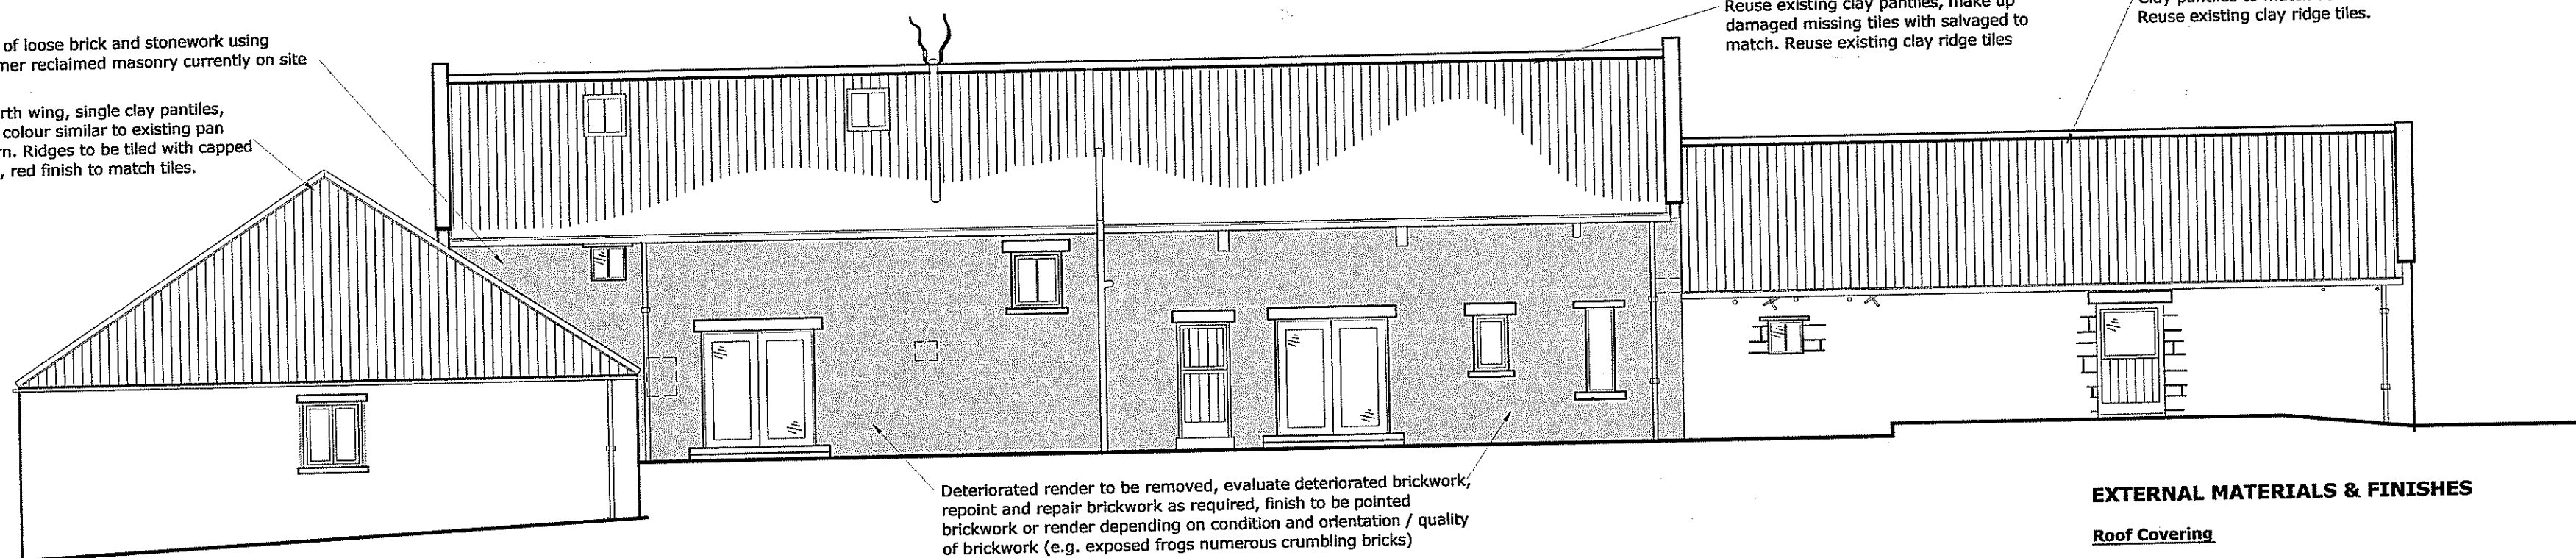 of loose brick and stonework using
reclaimed masonry currently on site
wing, single clay pantiles,
colour similar to existing pan
Ridges to be tiled with capped
, red finish to match tiles.
Reuse existing clay pantiles, make up
damaged missing tiles with salvaged to
match. Reuse existing clay ridge tiles
Reuse existing clay ridge tiles.
Deteriorated render to be removed, evaluate deteriorated brickwork,
repoint and repair brickwork as required, finish to be pointed
brickwork or render depending on condition and orientation / quality
of brickwork (e.g. exposed frogs numerous crumbling bricks)
EXTERNAL MATERIALS & FINISHES
Roof Covering